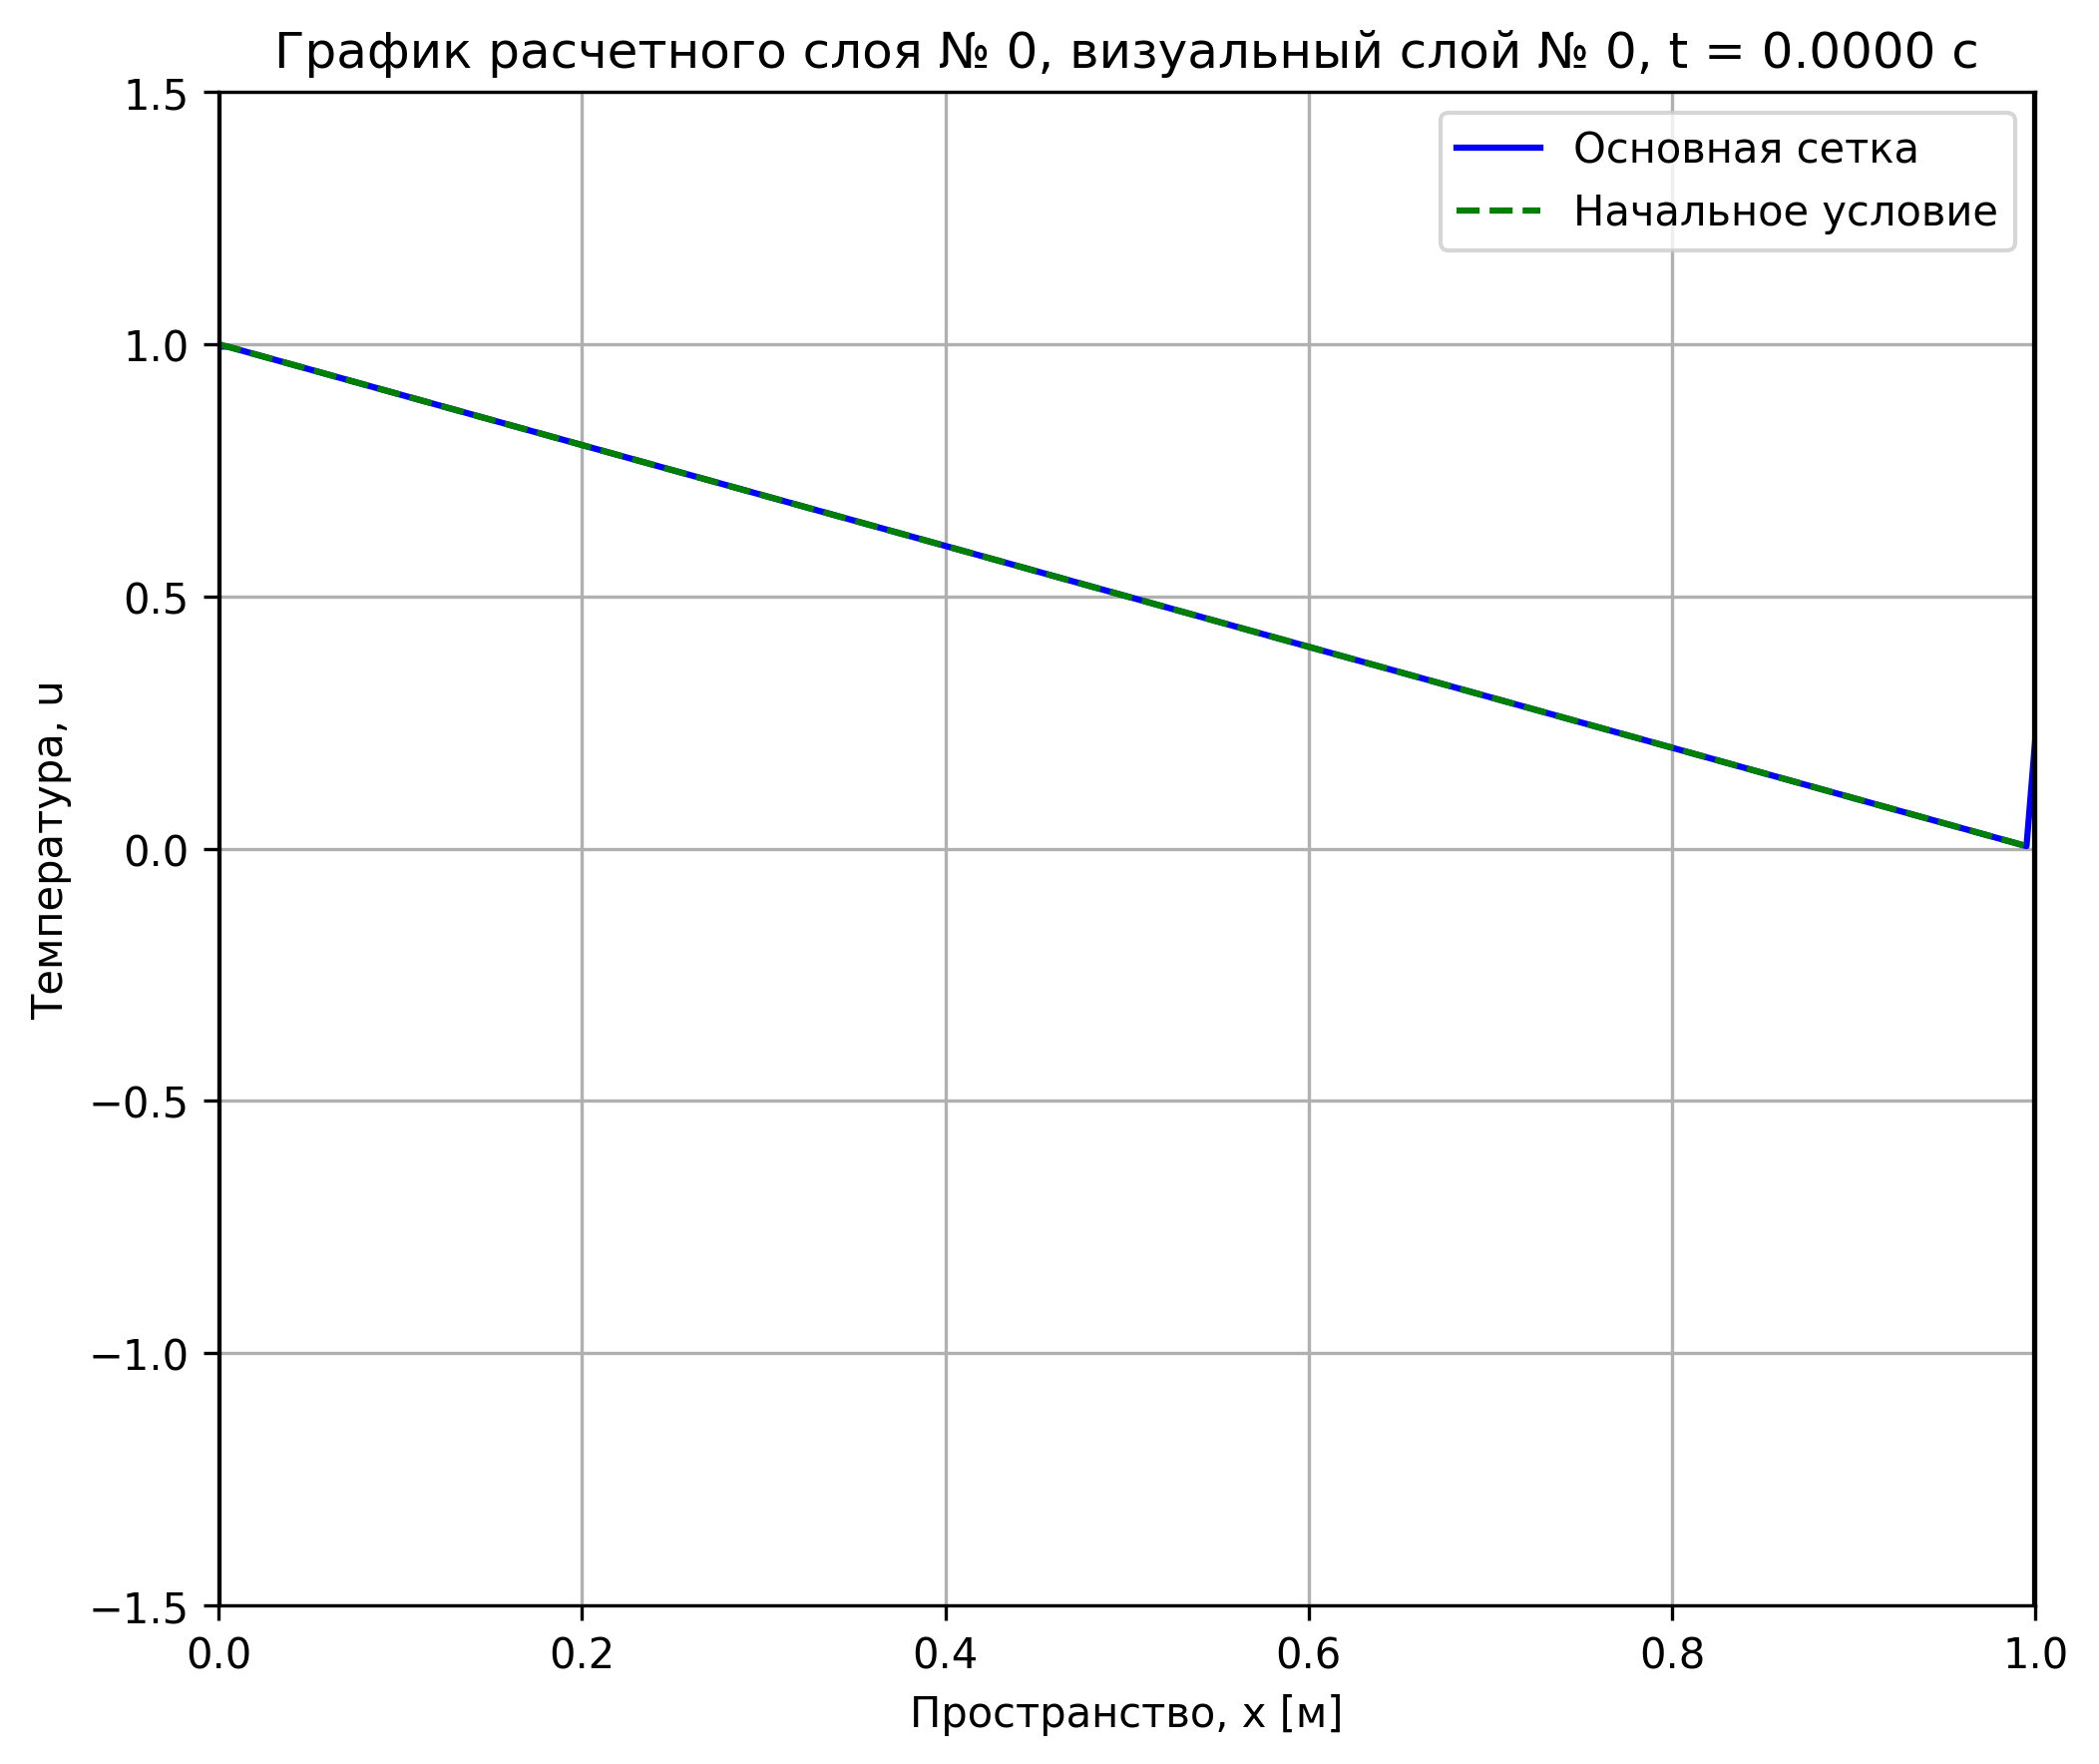 График расчетного слоя № 0, визуальный слой № 0, t = 0.0000 с
1.5
1.0
0.5
0.0
−0.5
−1.0
−1.5
Температура, u
Основная сетка
Начальное условие
0.0 0.2 0.4 0.6 0.8 1.0
Пространство, x [м]